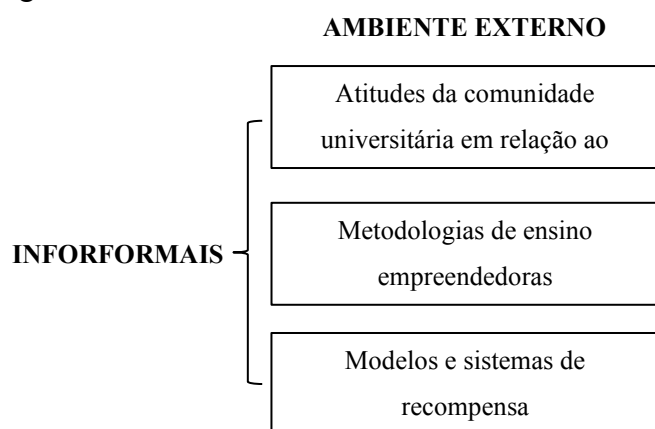 AMBIENTE EXTERNO
Atitudes da comunidade
universitária em relação ao
INFORFORMAIS
Metodologias de ensino
empreendedoras
Modelos e sistemas de
recompensa